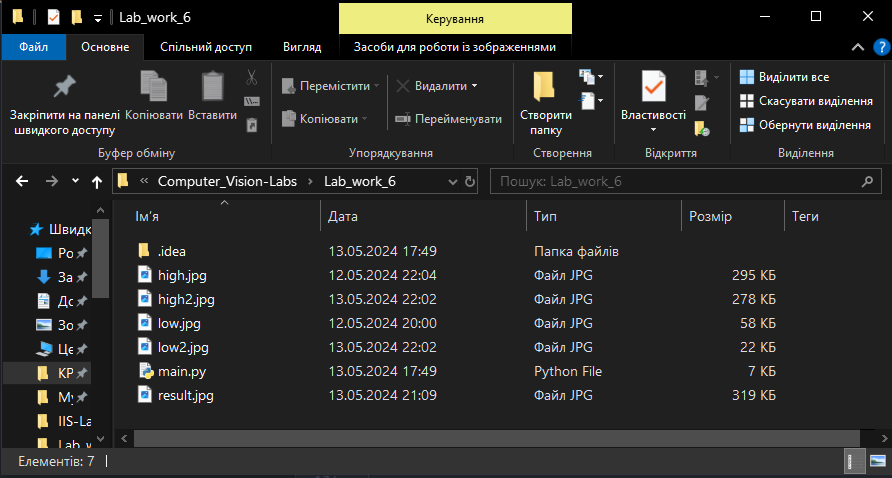 Lab_work_6
Керування
Файл
Основне
Спільний доступ
Вигляд
Засоби для роботи із зображеннями
Закріпити на панелі швидкого доступу
Копіювати
Вставити
Буфер обміну
Перемістити
Копіювати
Видалити
Перейменувати
Упорядкування
Створити папку
Створення
Властивості
Відкриття
Виділити все
Скасувати виділення
Обернути виділення
Виділення
« Computer_Vision-Labs › Lab_work_6
Пошук: Lab_work_6
Швидк
Ро
За
До
Зо
Це
КР
Му
IIS-La
Lab_w
Ім'я Дата Тип Розмір Теги
.idea 13.05.2024 17:49 Папка файлів
high.jpg 12.05.2024 22:04 Файл JPG 295 КБ
high2.jpg 13.05.2024 22:02 Файл JPG 278 КБ
low.jpg 12.05.2024 20:00 Файл JPG 58 КБ
low2.jpg 13.05.2024 22:02 Файл JPG 22 КБ
main.py 13.05.2024 17:49 Python File 7 КБ
result.jpg 13.05.2024 21:09 Файл JPG 319 КБ
Елементів: 7